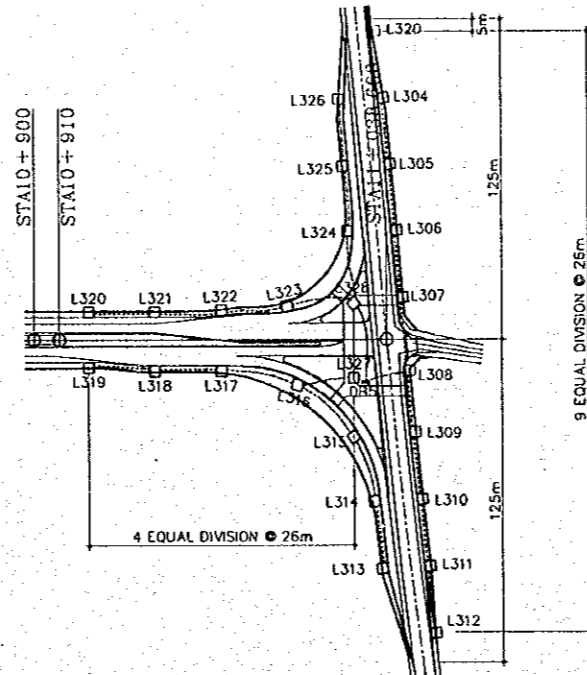 L320
5m
L326
L304
STA10+900
STA10+910
L325
L305
125m
L324
L306
L323
L328
L307
L320
L321
L322
9 EQUAL DIVISION @ 26m
L319
L318
L317
L316
L327
DB5
L308
L315
L309
L314
L310
4 EQUAL DIVISION @ 26m
125m
L313
L311
L312